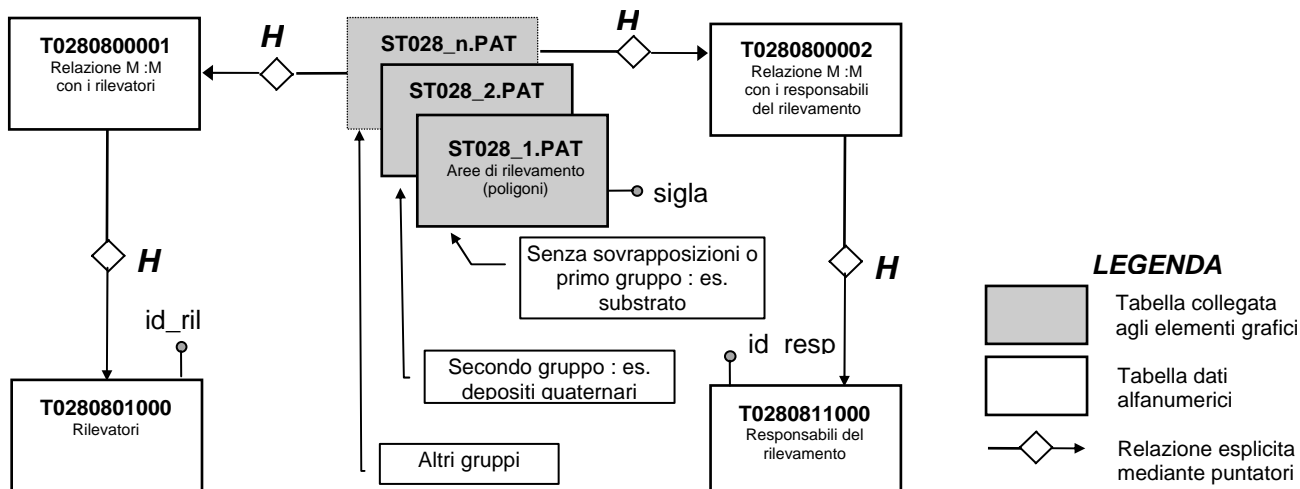 T0280800001
Relazione M :M
con i rilevatori
H
ST028_n.PAT
ST028_2.PAT
ST028_1.PAT
Aree di rilevamento
(poligoni)
sigla
H
T0280800002
Relazione M :M
con i responsabili
del rilevamento
Senza sovrapposizioni o
primo gruppo : es.
substrato
Secondo gruppo : es.
depositi quaternari
Altri gruppi
H
id_ril
T0280801000
Rilevatori
H
id_resp
T0280811000
Responsabili del
rilevamento
LEGENDA
Tabella collegata
agli elementi grafici
Tabella dati
alfanumerici
Relazione esplicita
mediante puntatori